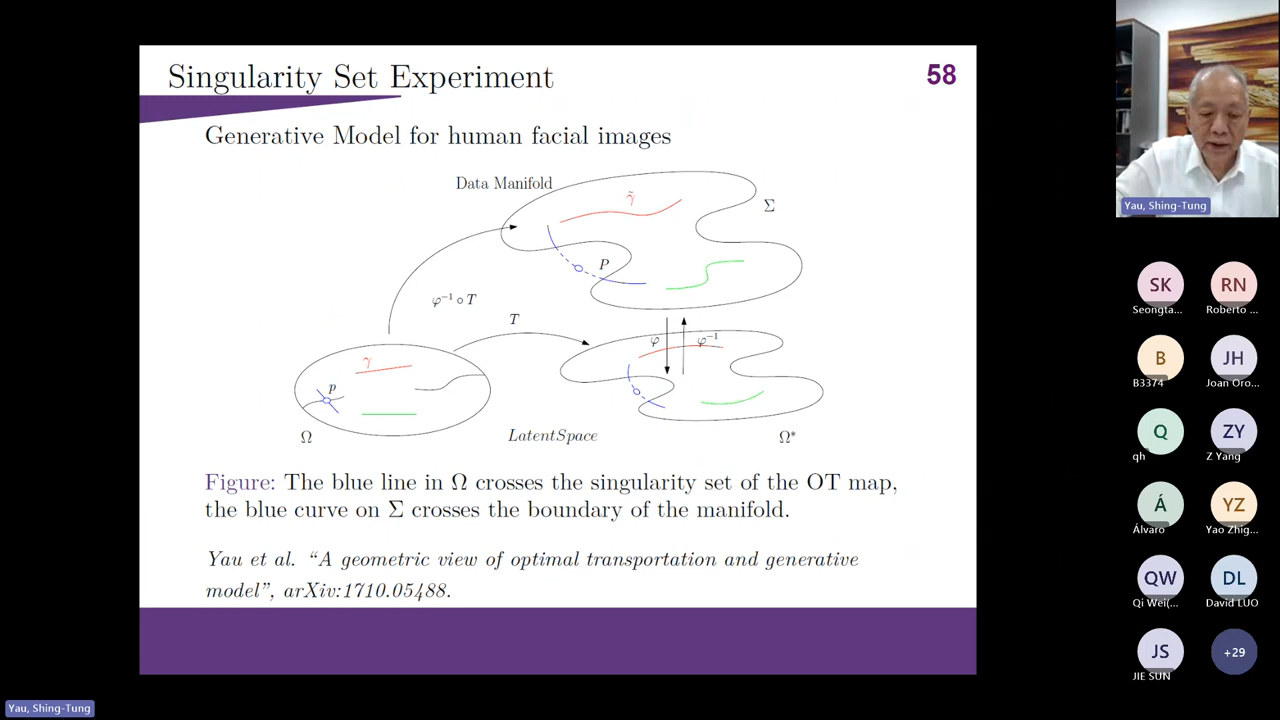 Singularity Set Experiment
58
Generative Model for human facial images
Data Manifold
γ̃
Σ
P
φ⁻¹ ∘ T
T
φ
φ⁻¹
γ
p
Ω
LatentSpace
Ω*
Figure: The blue line in Ω crosses the singularity set of the OT map,
the blue curve on Σ crosses the boundary of the manifold.
Yau et al. “A geometric view of optimal transportation and generative
model”, arXiv:1710.05488.
Yau, Shing-Tung
SK
RN
Seongta...
Roberto ...
B
JH
B3374
Joan Oro...
Q
ZY
qh
Z Yang
Á
YZ
Álvaro
Yao Zhig...
QW
DL
Qi Wei(...
David LUO
JS
+29
JIE SUN
Yau, Shing-Tung